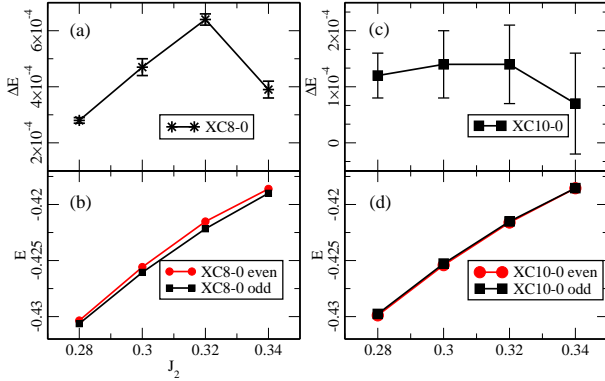 (a)
6×10⁻⁴
4×10⁻⁴
2×10⁻⁴
ΔE
XC8-0
(c)
1×10⁻⁴
1×10⁻⁴
0
ΔE
XC10-0
(b)
-0.42
-0.425
-0.43
E
XC8-0 even
XC8-0 odd
0.28
0.3
0.32
0.34
J₂
(d)
-0.42
-0.425
-0.43
E
XC10-0 even
XC10-0 odd
0.28
0.3
0.32
0.34